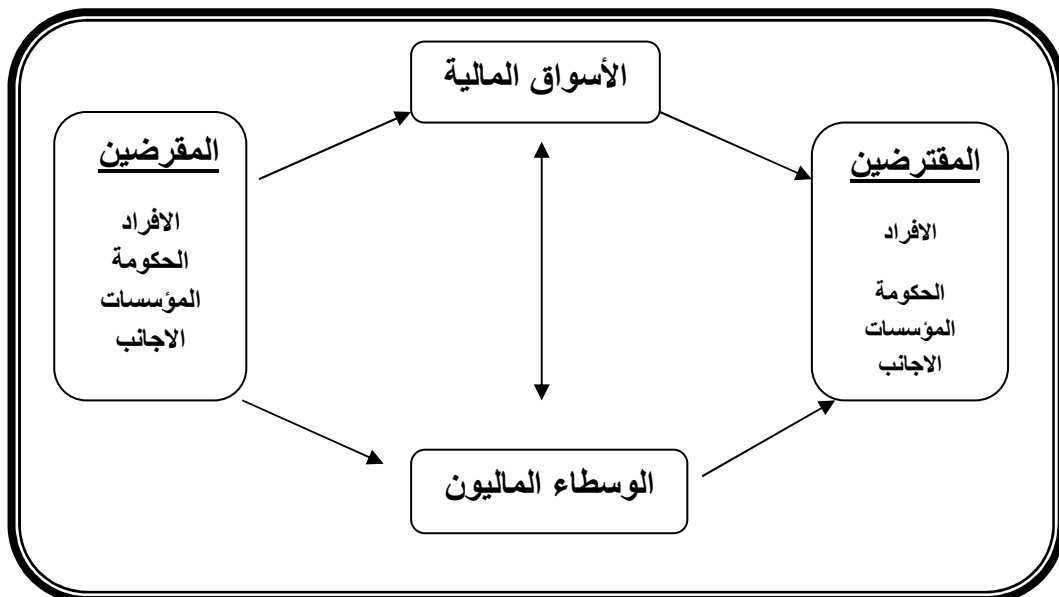 الأسواق المالية
المقترضين
الافراد
الحكومة
المؤسسات
الاجانب
المقرضين
الافراد
الحكومة
المؤسسات
الاجانب
الوسطاء الماليون